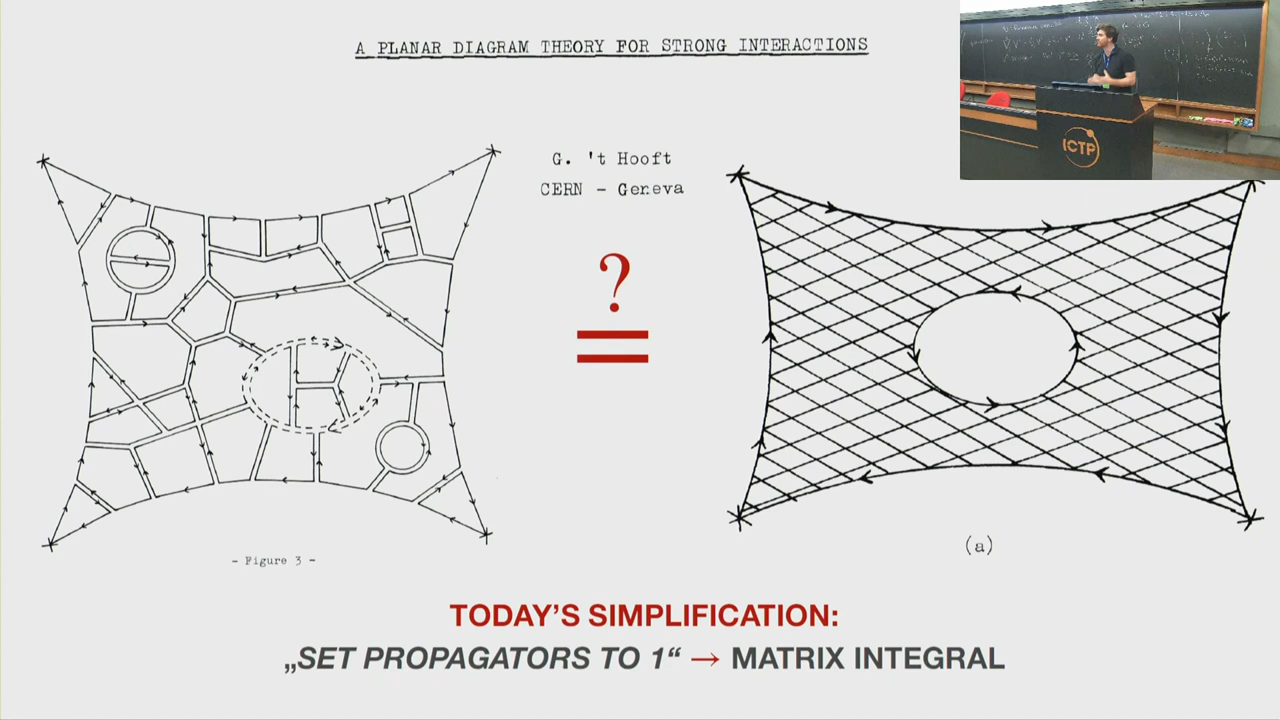 A PLANAR DIAGRAM THEORY FOR STRONG INTERACTIONS
G. 't Hooft
CERN - Geneva
?
=
- Figure 3 -
(a)
TODAY'S SIMPLIFICATION:
„SET PROPAGATORS TO 1“ → MATRIX INTEGRAL
ICTP